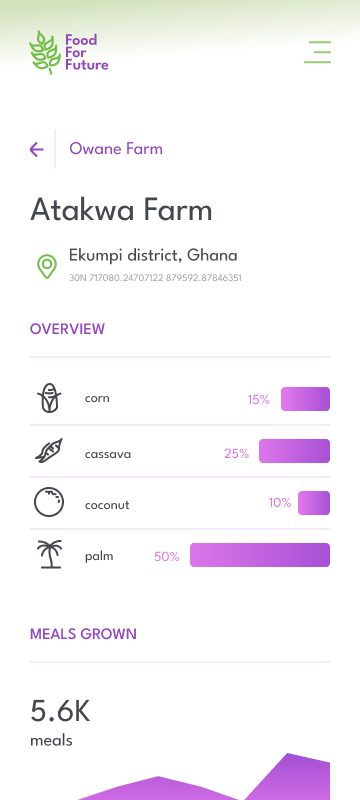 Food
For
Future
Owane Farm
Atakwa Farm
Ekumpi district, Ghana
30N 717080.24707122 879592.87846351
OVERVIEW
corn 15%
cassava 25%
coconut 10%
palm 50%
MEALS GROWN
5.6K
meals